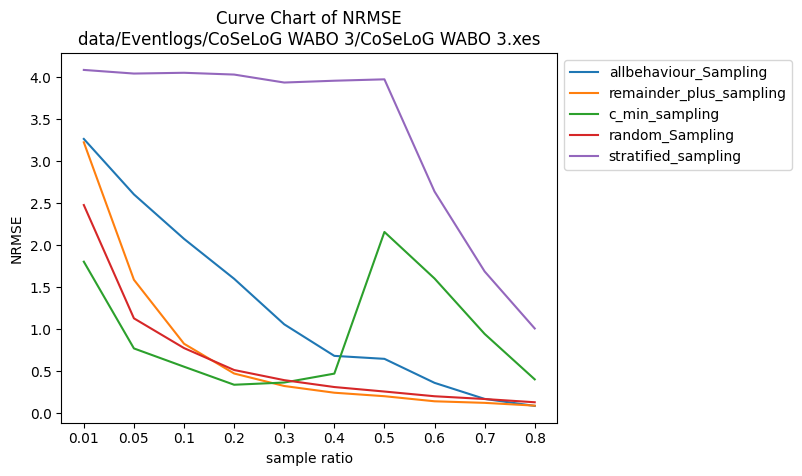 Curve Chart of NRMSE
data/Eventlogs/CoSeLoG WABO 3/CoSeLoG WABO 3.xes
4.0
3.5
3.0
2.5
2.0
1.5
1.0
0.5
0.0
NRMSE
0.01 0.05 0.1 0.2 0.3 0.4 0.5 0.6 0.7 0.8
sample ratio
allbehaviour_Sampling
remainder_plus_sampling
c_min_sampling
random_Sampling
stratified_sampling